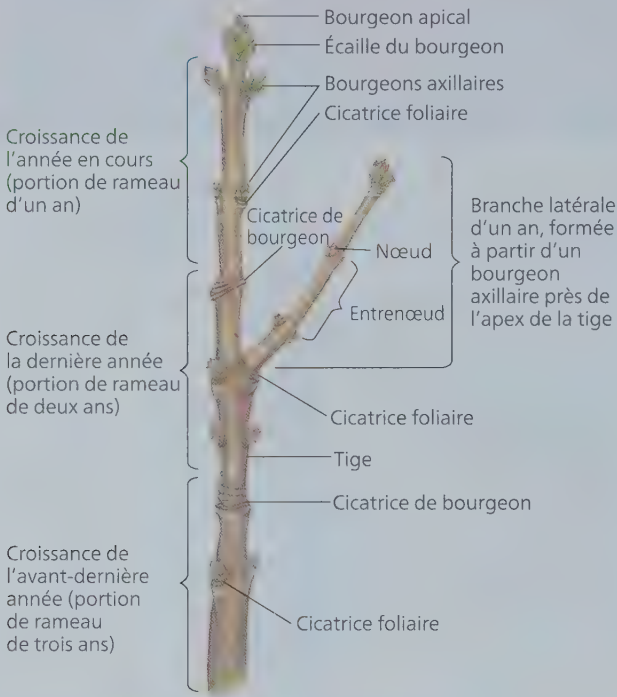 Bourgeon apical
Écaille du bourgeon
Bourgeons axillaires
Cicatrice foliaire
Croissance de
l'année en cours
(portion de rameau
d'un an)
Cicatrice de
bourgeon
Nœud
Entrenœud
Branche latérale
d'un an, formée
à partir d'un
bourgeon
axillaire près de
l'apex de la tige
Croissance de
la dernière année
(portion de rameau
de deux ans)
Cicatrice foliaire
Tige
Cicatrice de bourgeon
Croissance de
l'avant-dernière
année (portion
de rameau
de trois ans)
Cicatrice foliaire